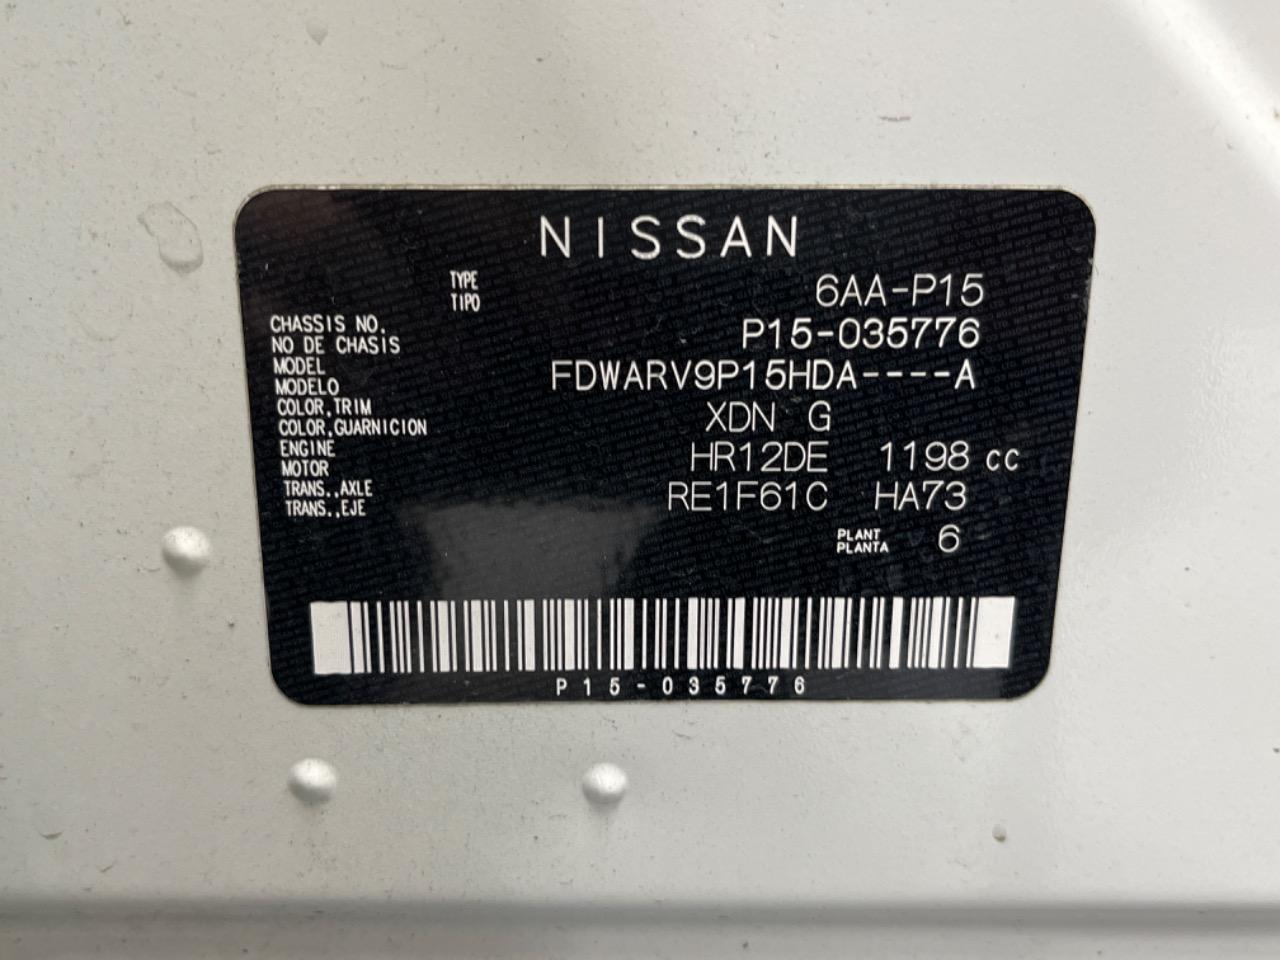 NISSAN
TYPE
TIPO
6AA-P15
CHASSIS NO.
NO DE CHASIS
P15-035776
MODEL
MODELO
FDWARV9P15HDA----A
COLOR,TRIM
COLOR,GUARNICION
XDN G
ENGINE
MOTOR
HR12DE 1198 cc
TRANS.,AXLE
TRANS.,EJE
RE1F61C HA73
PLANT
PLANTA
6
P15-035776